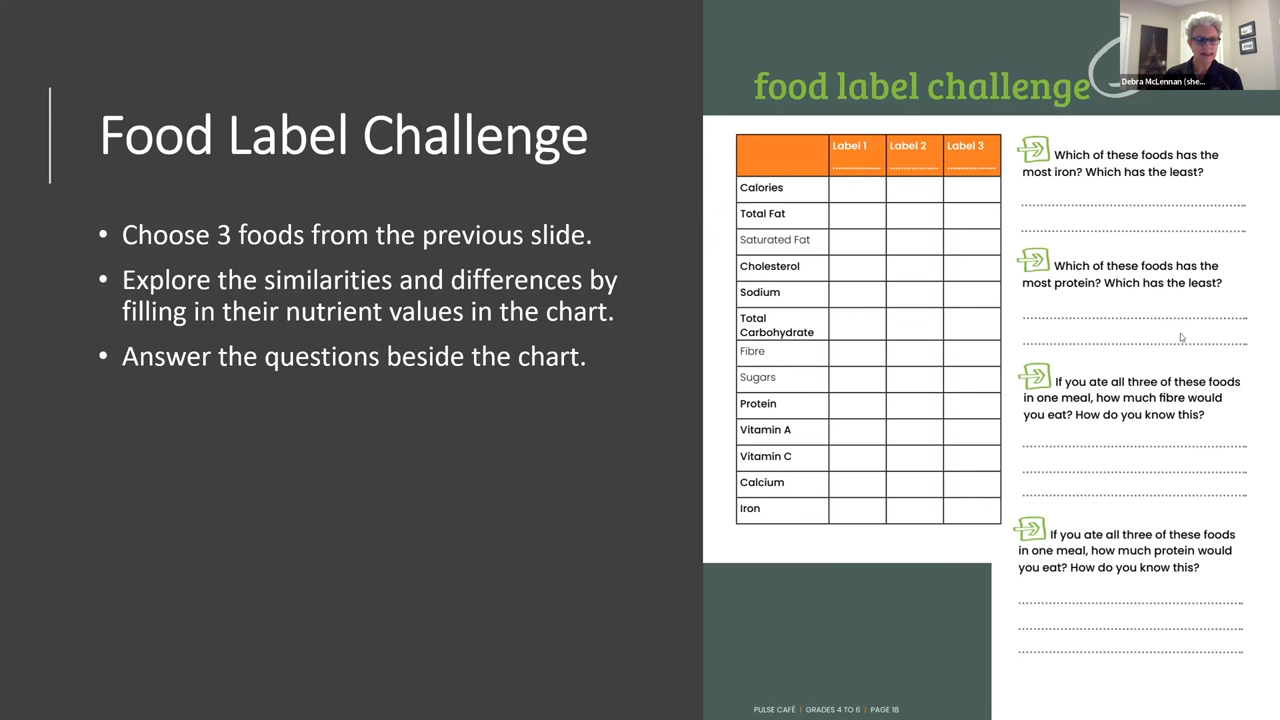 Food Label Challenge
• Choose 3 foods from the previous slide.
• Explore the similarities and differences by
filling in their nutrient values in the chart.
• Answer the questions beside the chart.
food label challenge
Debra McLennan (she...
Label 1 Label 2 Label 3
Calories
Total Fat
Saturated Fat
Cholesterol
Sodium
Total
Carbohydrate
Fibre
Sugars
Protein
Vitamin A
Vitamin C
Calcium
Iron
Which of these foods has the
most iron? Which has the least?
Which of these foods has the
most protein? Which has the least?
If you ate all three of these foods
in one meal, how much fibre would
you eat? How do you know this?
If you ate all three of these foods
in one meal, how much protein would
you eat? How do you know this?
PULSE CAFÉ | GRADES 4 TO 6 | PAGE 18